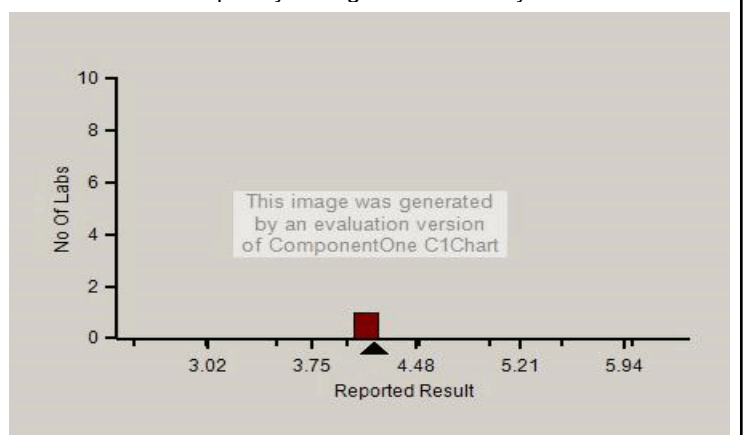 10
8
6
4
2
0
No Of Labs
This image was generated
by an evaluation version
of ComponentOne C1Chart
3.02 3.75 4.48 5.21 5.94
Reported Result